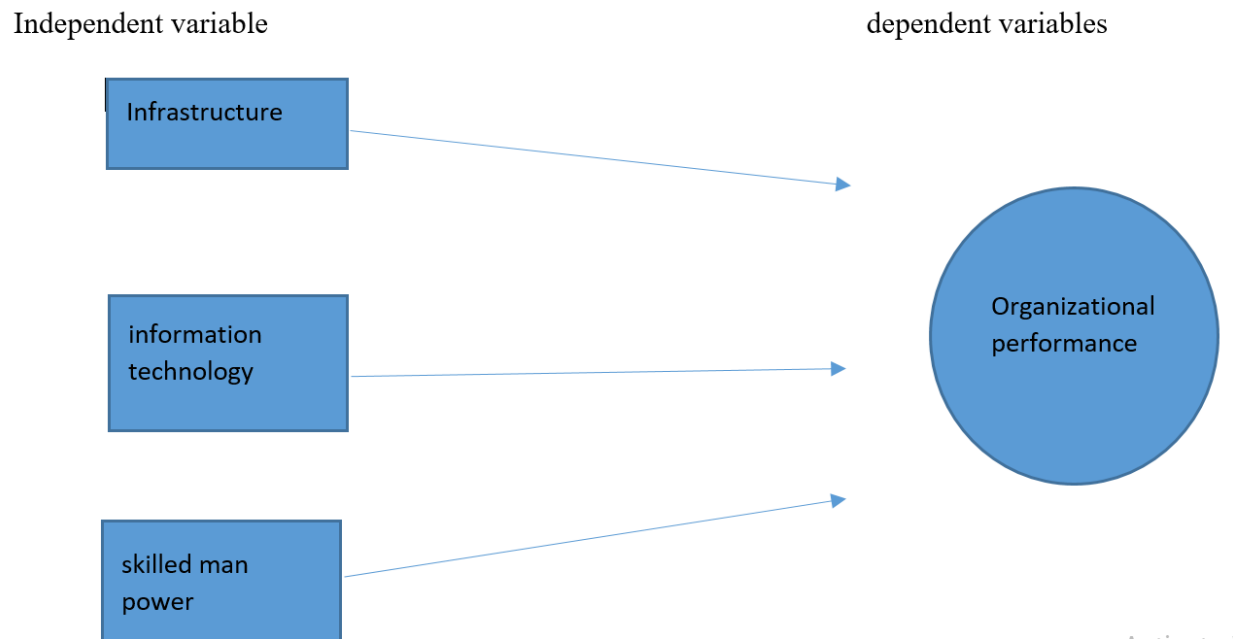 Independent variable
dependent variables
Infrastructure
information
technology
Organizational
performance
skilled man
power